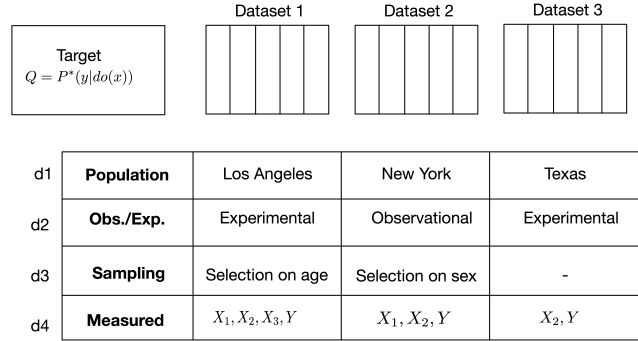 Dataset 1 Dataset 2 Dataset 3
Target
Q = P*(y|do(x))
d1 Population Los Angeles New York Texas
d2 Obs./Exp. Experimental Observational Experimental
d3 Sampling Selection on age Selection on sex -
d4 Measured X₁, X₂, X₃, Y X₁, X₂, Y X₂, Y